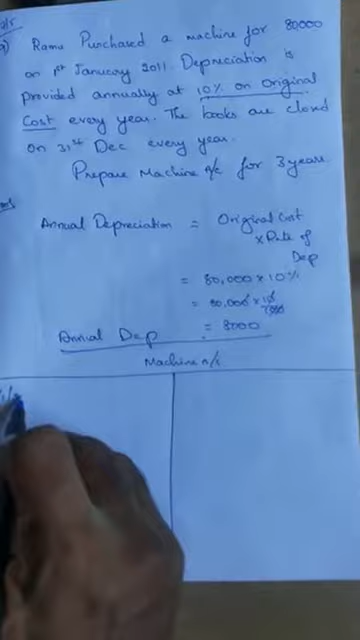 a) Ramu Purchased a machine for 80000
on 1st January 2011. Depreciation is
Provided annually at 10% on Original
Cost every year. The books are closed
on 31st Dec every year.
Prepare Machine a/c for 3 years
Annual Depreciation = Original Cost
x Rate of
Dep
= 80,000 x 10%
= 80,000 x 10/100
Annual Dep = 8000
Machine a/c